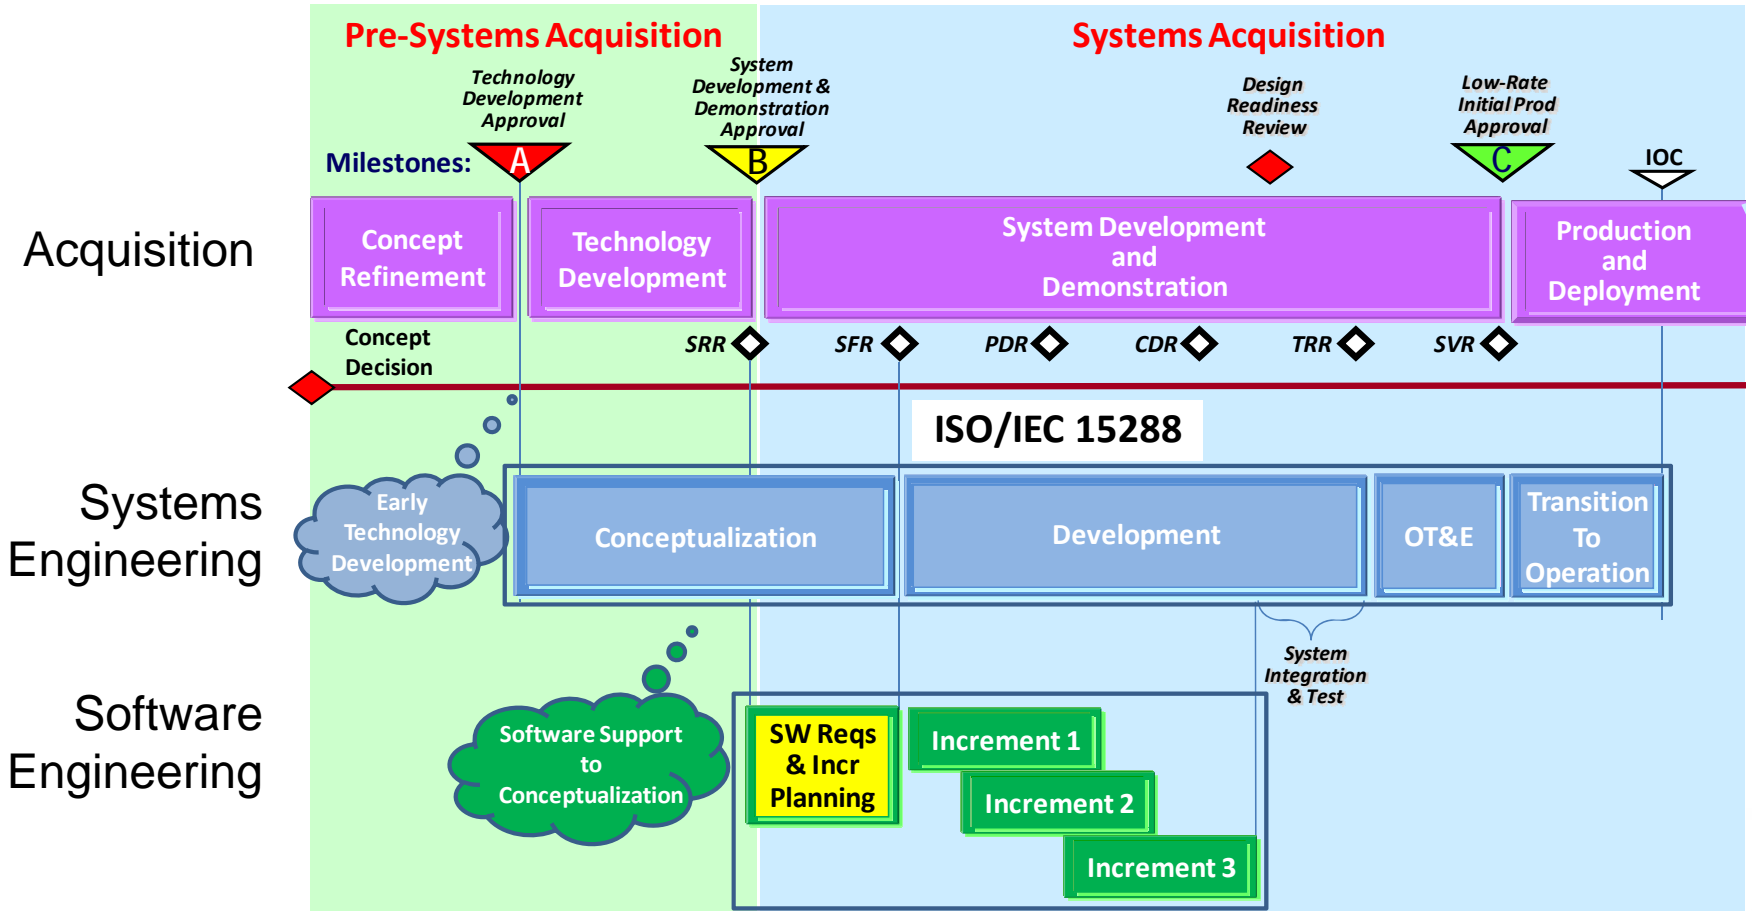 Pre-Systems Acquisition
Systems Acquisition
Technology
Development
Approval
System
Development &
Demonstration
Approval
Design
Readiness
Review
Low-Rate
Initial Prod
Approval
Milestones:
A
B
C
IOC
Acquisition
Concept
Refinement
Technology
Development
System Development
and
Demonstration
Production
and
Deployment
Concept
Decision
SRR
SFR
PDR
CDR
TRR
SVR
ISO/IEC 15288
Systems
Engineering
Early
Technology
Development
Conceptualization
Development
OT&E
Transition
To
Operation
System
Integration
& Test
Software
Engineering
Software Support
to
Conceptualization
SW Reqs
& Incr
Planning
Increment 1
Increment 2
Increment 3